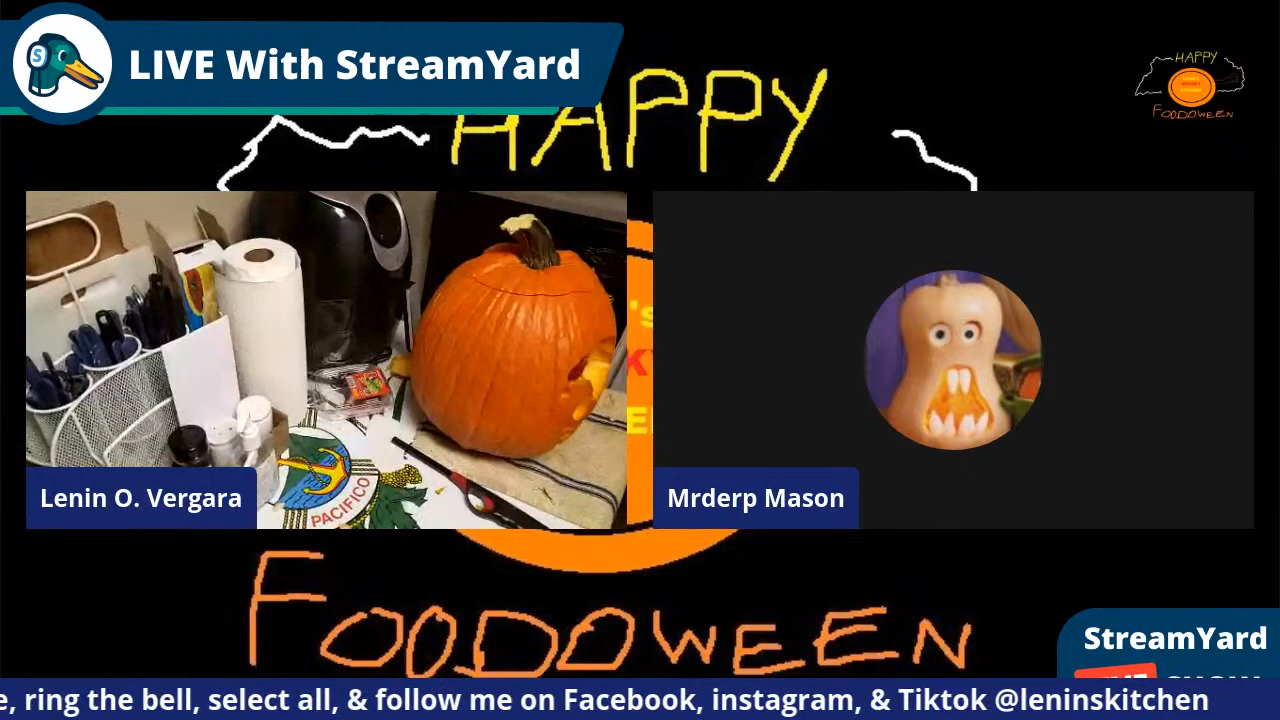 LIVE With StreamYard
HAPPY
HAPPY
FOODOWEEN
's
PACIFICO
Lenin O. Vergara
Mrderp Mason
FOODOWEEN
StreamYard
e, ring the bell, select all, & follow me on Facebook, instagram, & Tiktok @leninskitchen